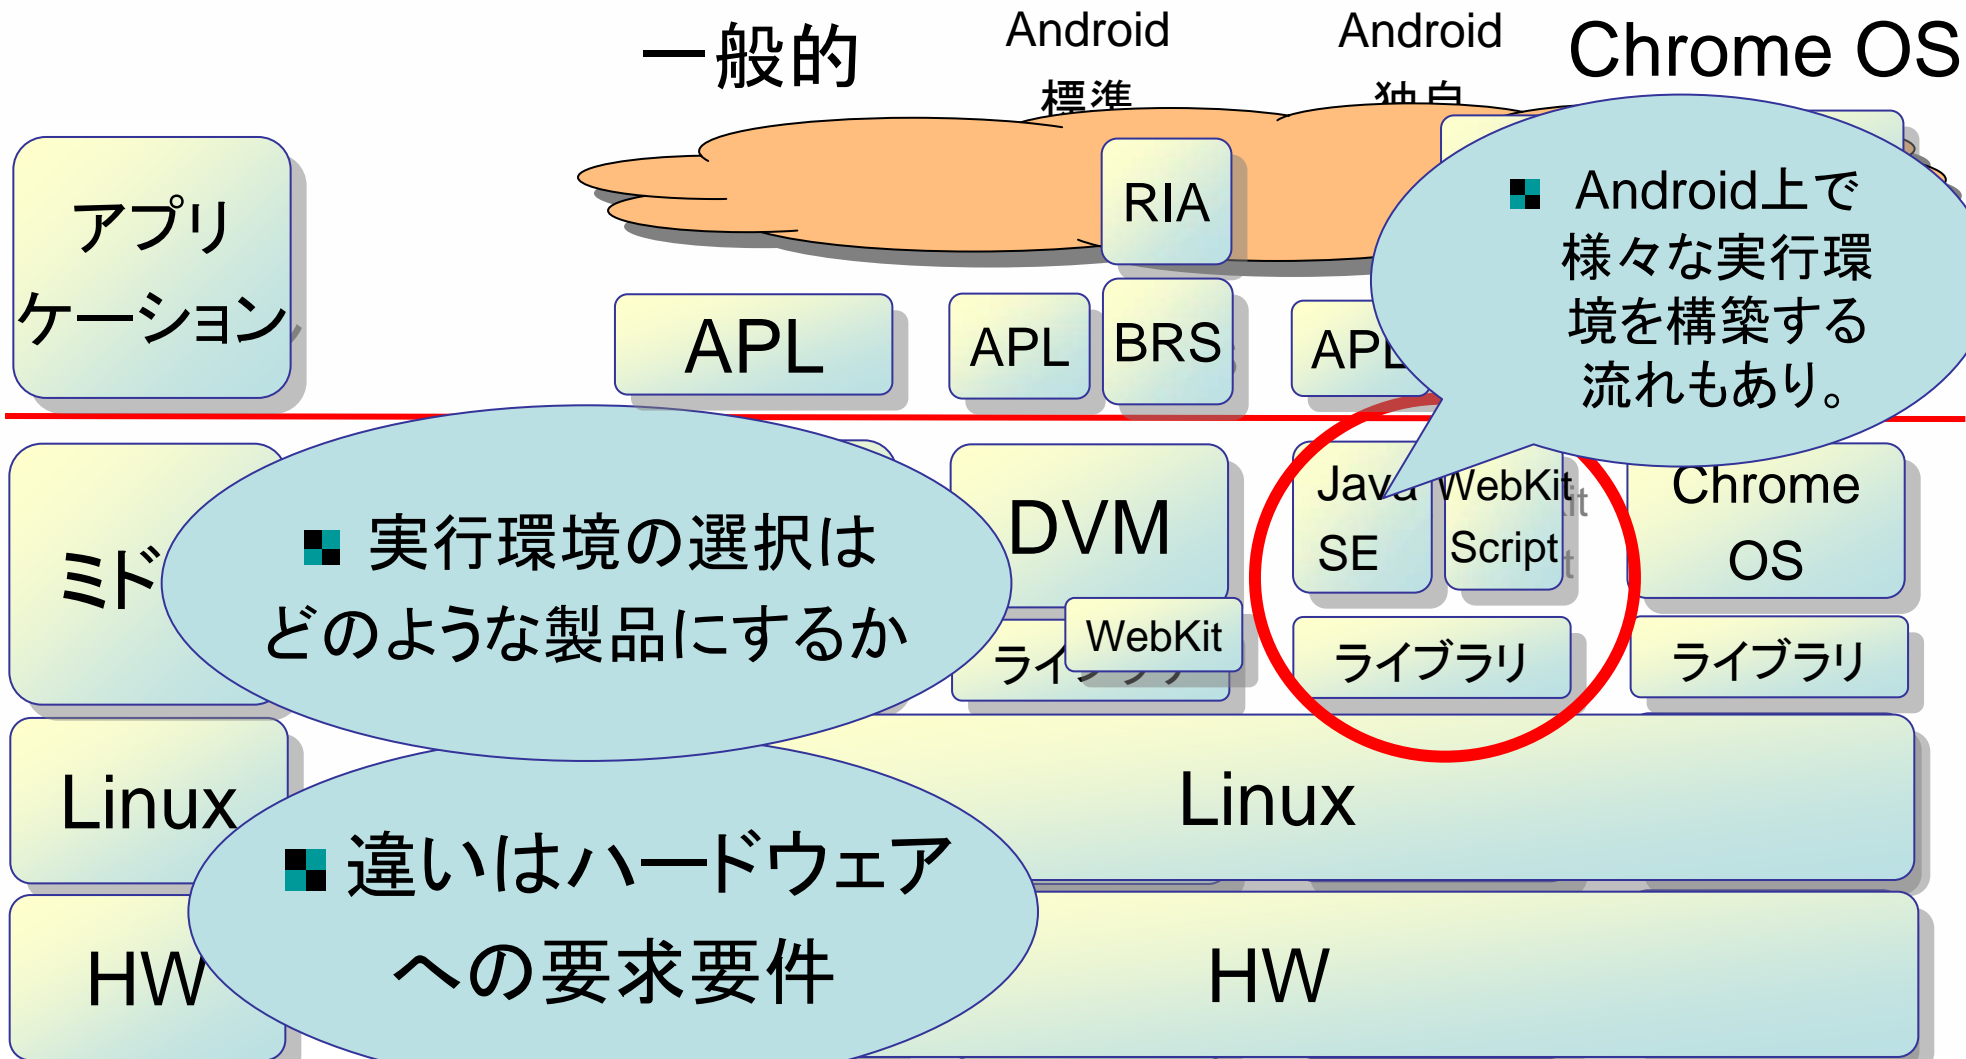 一般的
Android
標準
Android
独自
Chrome OS
アプリ
ケーション
RIA
APL
APL
BRS
APL
Android上で
様々な実行環
境を構築する
流れもあり。
ミド
実行環境の選択は
どのような製品にするか
DVM
WebKit
Java
SE
WebKit
Script
ライブラリ
Chrome
OS
ライブラリ
Linux
Linux
違いはハードウェア
への要求要件
HW
HW